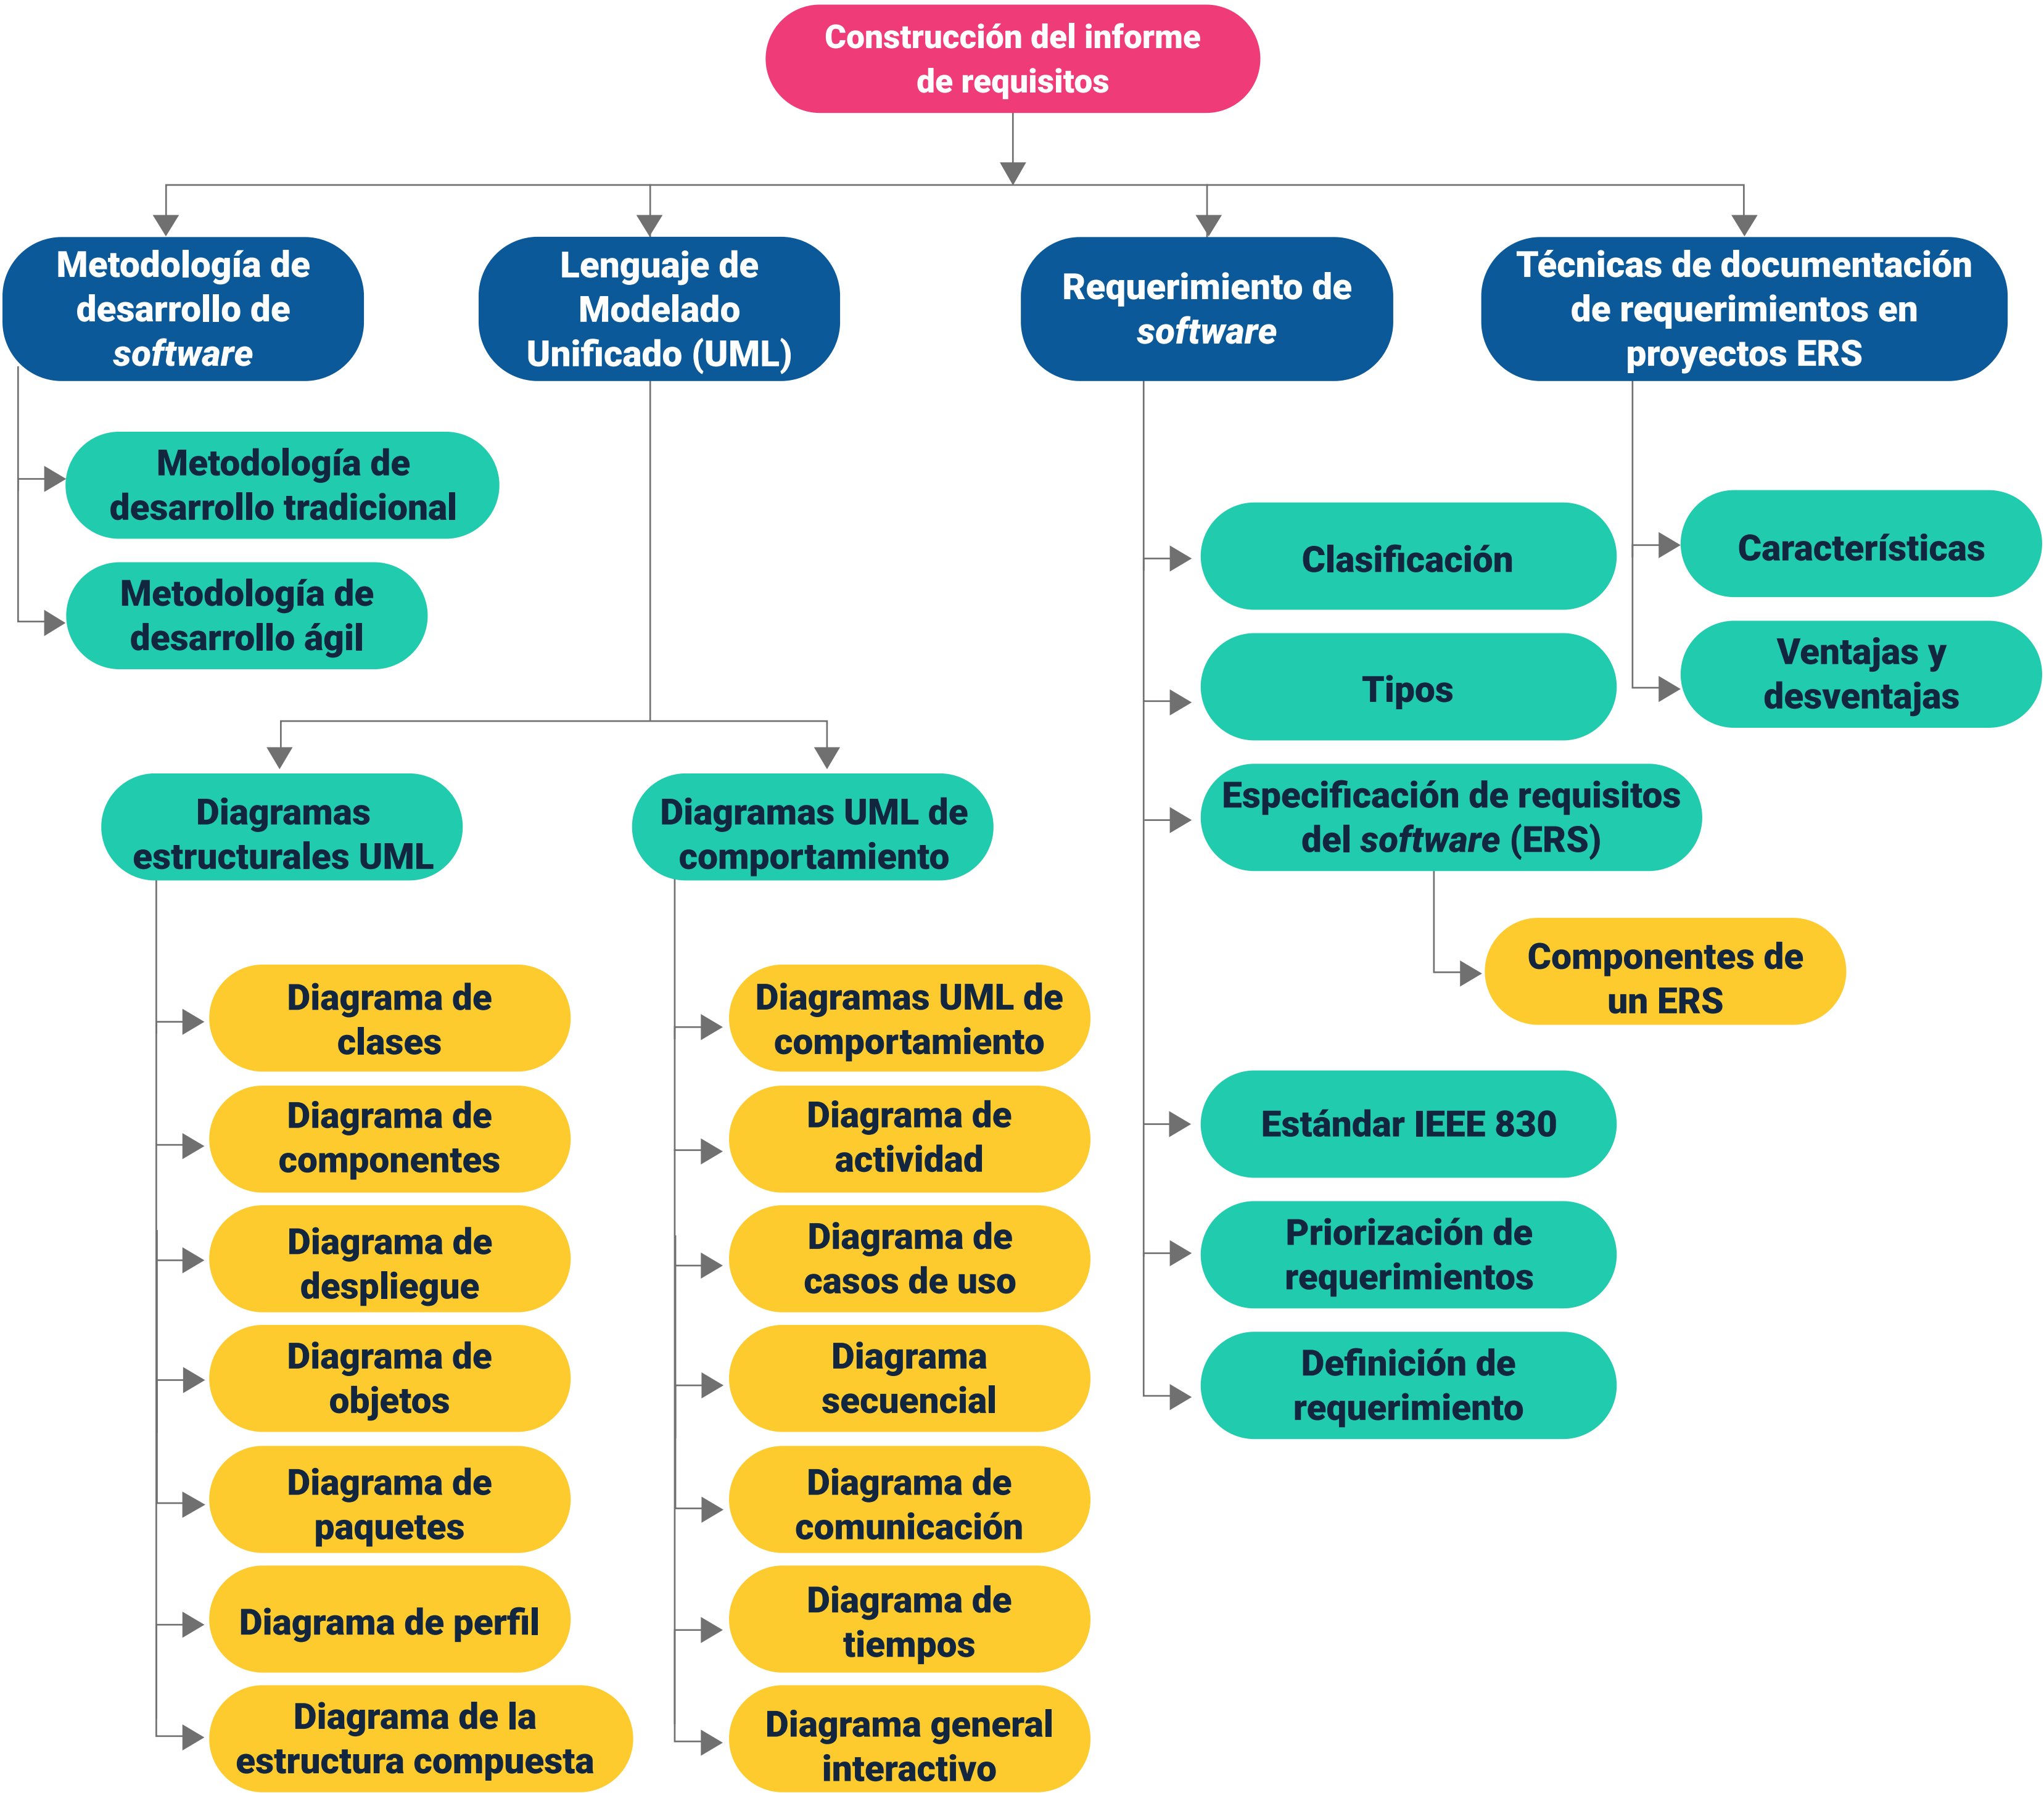 Construcción del informe
de requisitos
Metodología de
desarrollo de
software
Lenguaje de
Modelado
Unificado (UML)
Requerimiento de
software
Técnicas de documentación
de requerimientos en
proyectos ERS
Metodología de
desarrollo tradicional
Metodología de
desarrollo ágil
Diagramas
estructurales UML
Diagrama de
clases
Diagrama de
componentes
Diagrama de
despliegue
Diagrama de
objetos
Diagrama de
paquetes
Diagrama de perfil
Diagrama de la
estructura compuesta
Diagramas UML de
comportamiento
Diagramas UML de
comportamiento
Diagrama de
actividad
Diagrama de
casos de uso
Diagrama
secuencial
Diagrama de
comunicación
Diagrama de
tiempos
Diagrama general
interactivo
Clasificación
Tipos
Especificación de requisitos
del software (ERS)
Componentes de
un ERS
Estándar IEEE 830
Priorización de
requerimientos
Definición de
requerimiento
Características
Ventajas y
desventajas